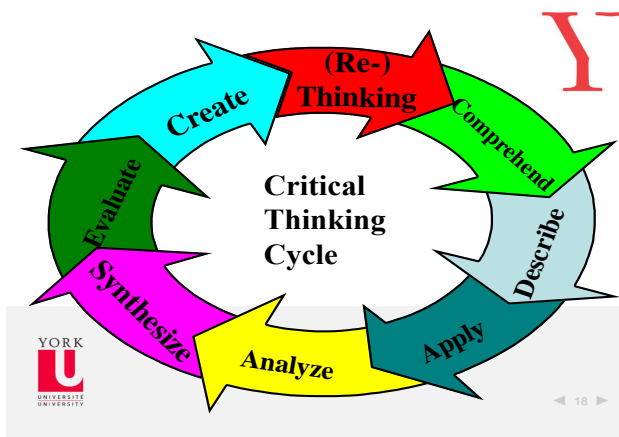 (Re-)
Thinking
Comprehend
Describe
Apply
Analyze
Synthesize
Evaluate
Create
Critical
Thinking
Cycle
Y
YORK
U
UNIVERSITÉ
UNIVERSITY
18